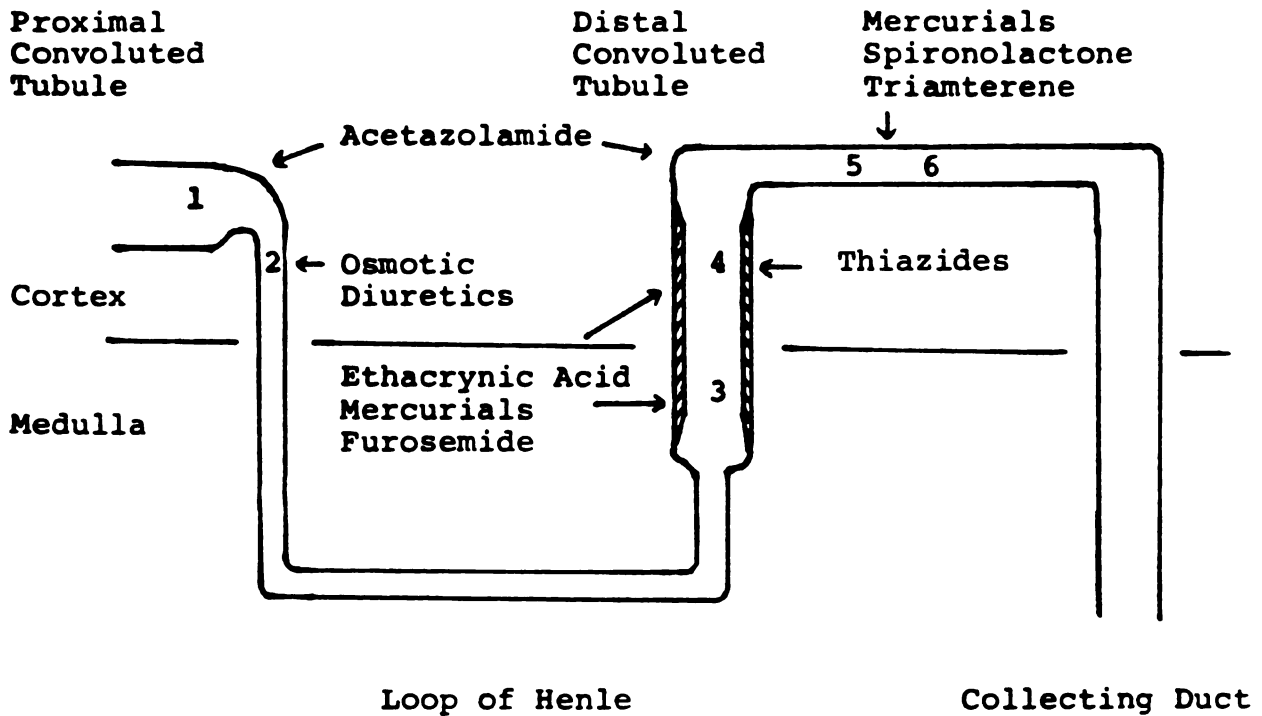 Proximal
Convoluted
Tubule
Distal
Convoluted
Tubule
Mercurials
Spironolactone
Triamterene
Acetazolamide
1
5 6
2
Osmotic
Diuretics
4
Thiazides
Cortex
Ethacrynic Acid
Mercurials
Furosemide
3
Medulla
Loop of Henle
Collecting Duct